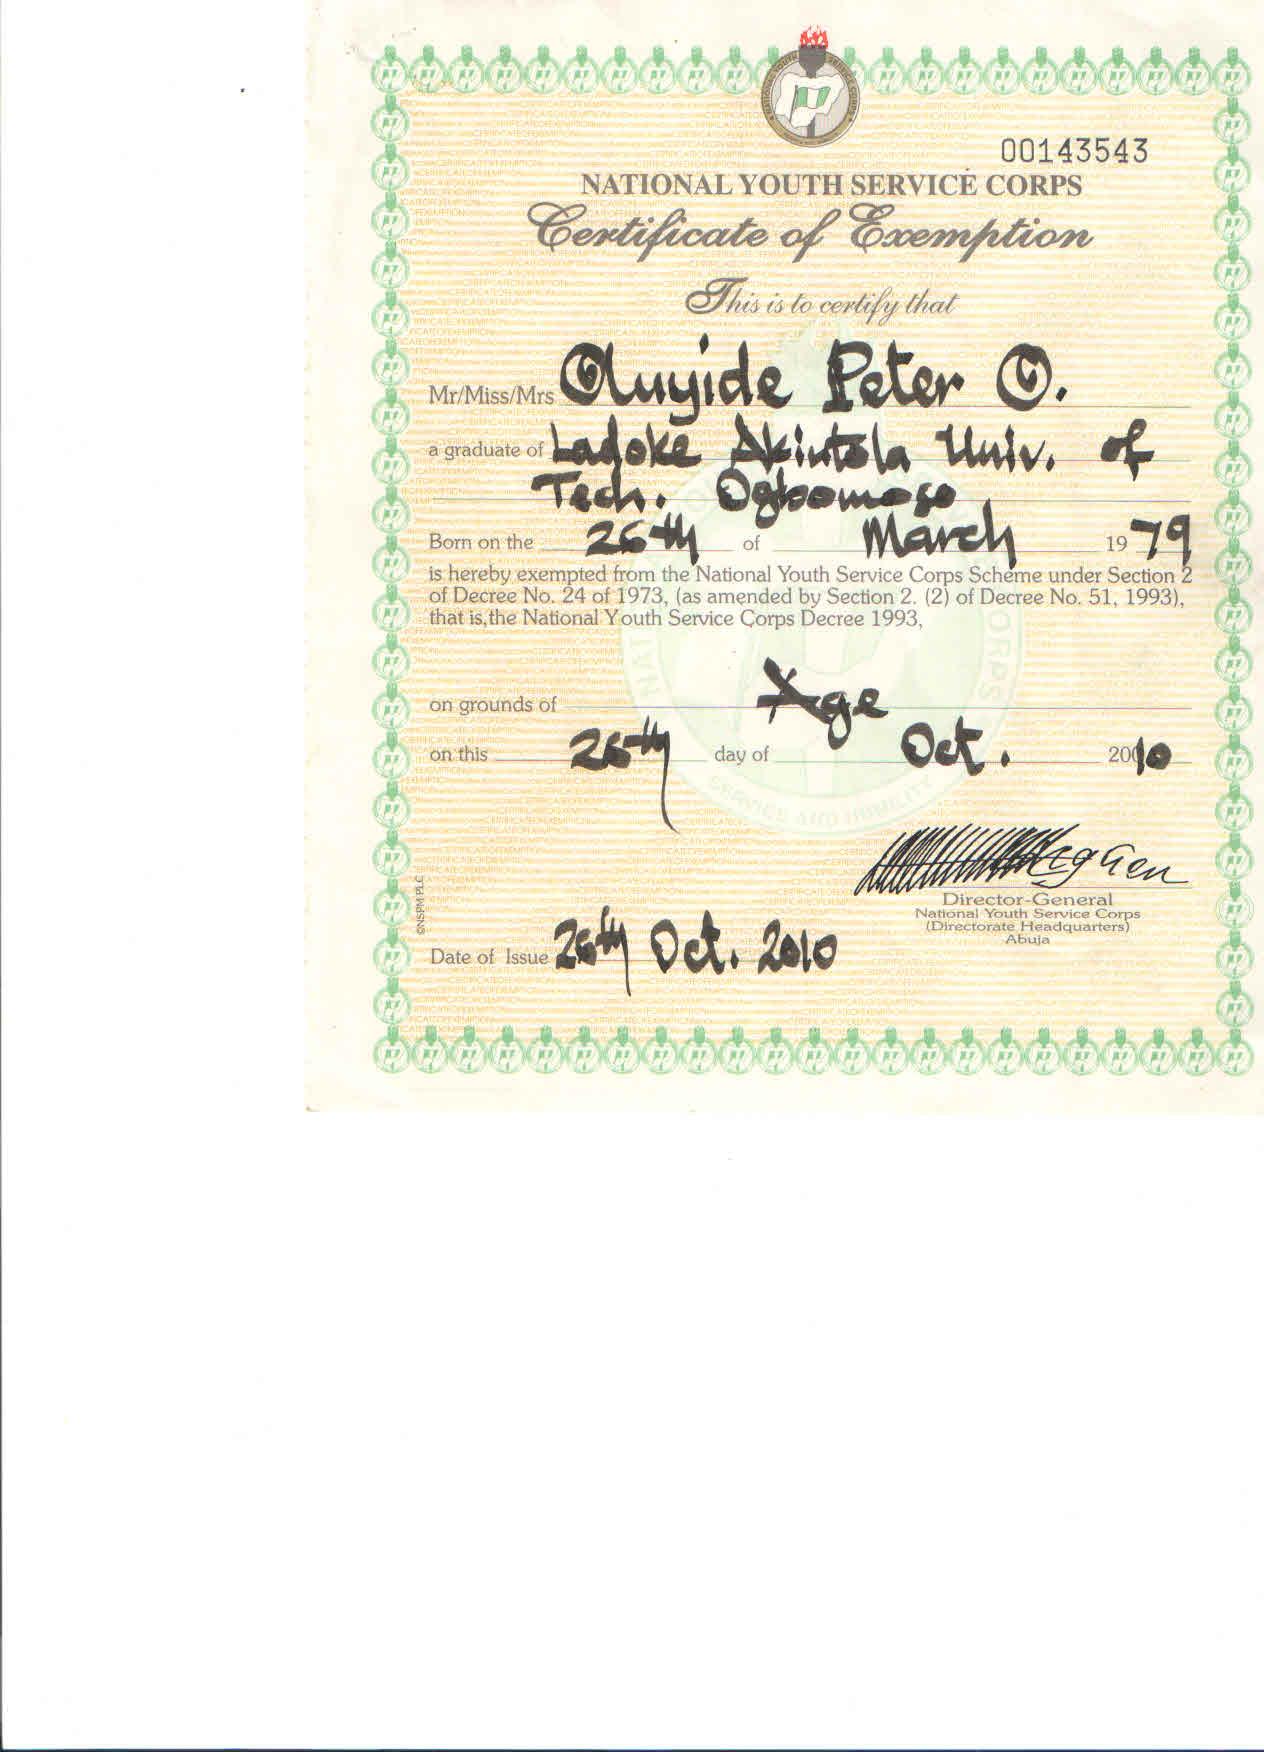 00143543
NATIONAL YOUTH SERVICE CORPS
Certificate of Exemption
This is to certify that
Mr/Miss/Mrs Oluyide Peter O.
a graduate of Ladoke Akintola Univ. of
Tech. Ogbomoso
Born on the 26th of March 1979
is hereby exempted from the National Youth Service Corps Scheme under Section 2
of Decree No. 24 of 1973, (as amended by Section 2. (2) of Decree No. 51, 1993),
that is,the National Youth Service Corps Decree 1993,
on grounds of Age
on this 26th day of Oct. 2010
Director-General
National Youth Service Corps
(Directorate Headquarters)
Abuja
©NSPM PLC
Date of Issue 26th Oct. 2010